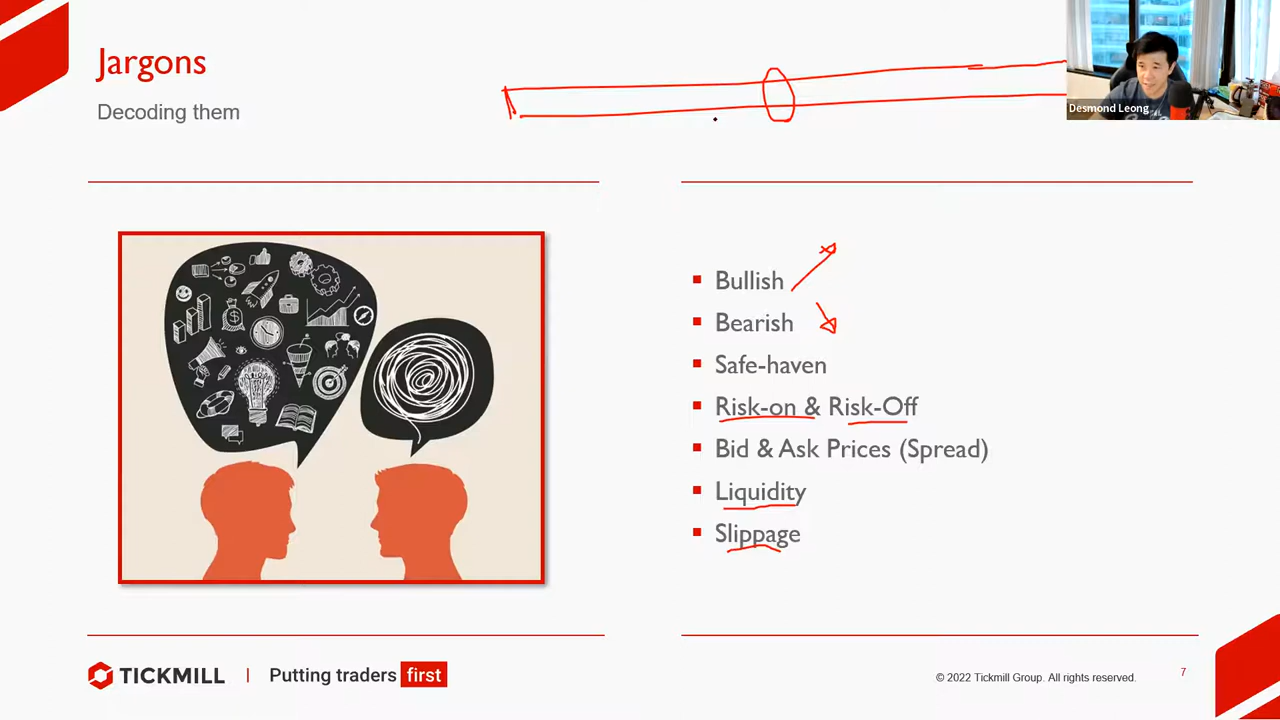 Jargons
Decoding them
Desmond Leong
Bullish
Bearish
Safe-haven
Risk-on & Risk-Off
Bid & Ask Prices (Spread)
Liquidity
Slippage
TICKMILL | Putting traders first
© 2022 Tickmill Group. All rights reserved.
7